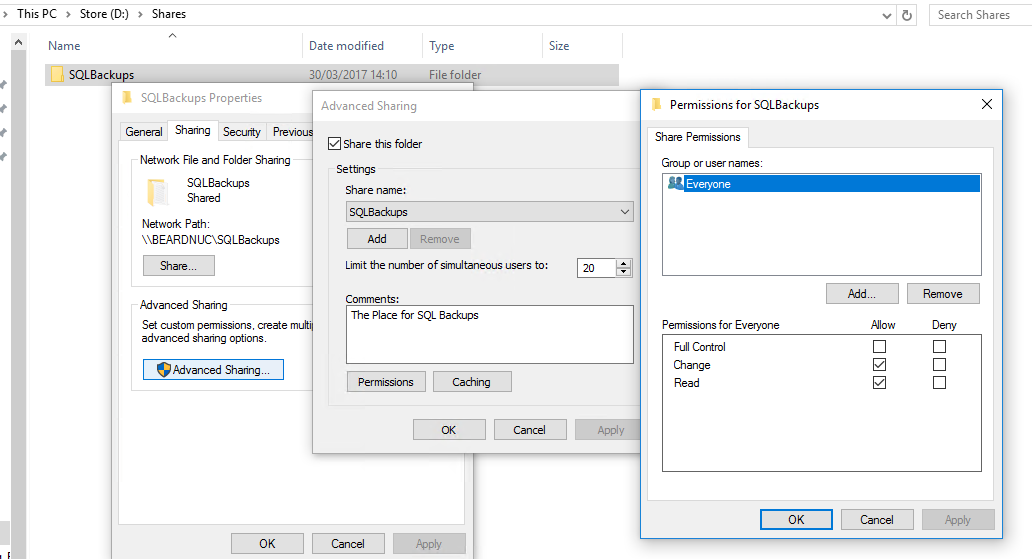 This PC > Store (D:) > Shares
Search Shares
Name Date modified Type Size
SQLBackups 30/03/2017 14:10 File folder
SQLBackups Properties
General Sharing Security Previous
Network File and Folder Sharing
SQLBackups
Shared
Network Path:
\\BEARDNUC\SQLBackups
Share...
Advanced Sharing
Set custom permissions, create multip
advanced sharing options.
Advanced Sharing...
OK Cancel Apply
Advanced Sharing
Share this folder
Settings
Share name:
SQLBackups
Add Remove
Limit the number of simultaneous users to: 20
Comments:
The Place for SQL Backups
Permissions Caching
OK Cancel Apply
Permissions for SQLBackups
Share Permissions
Group or user names:
Everyone
Add... Remove
Permissions for Everyone Allow Deny
Full Control
Change
Read
OK Cancel Apply